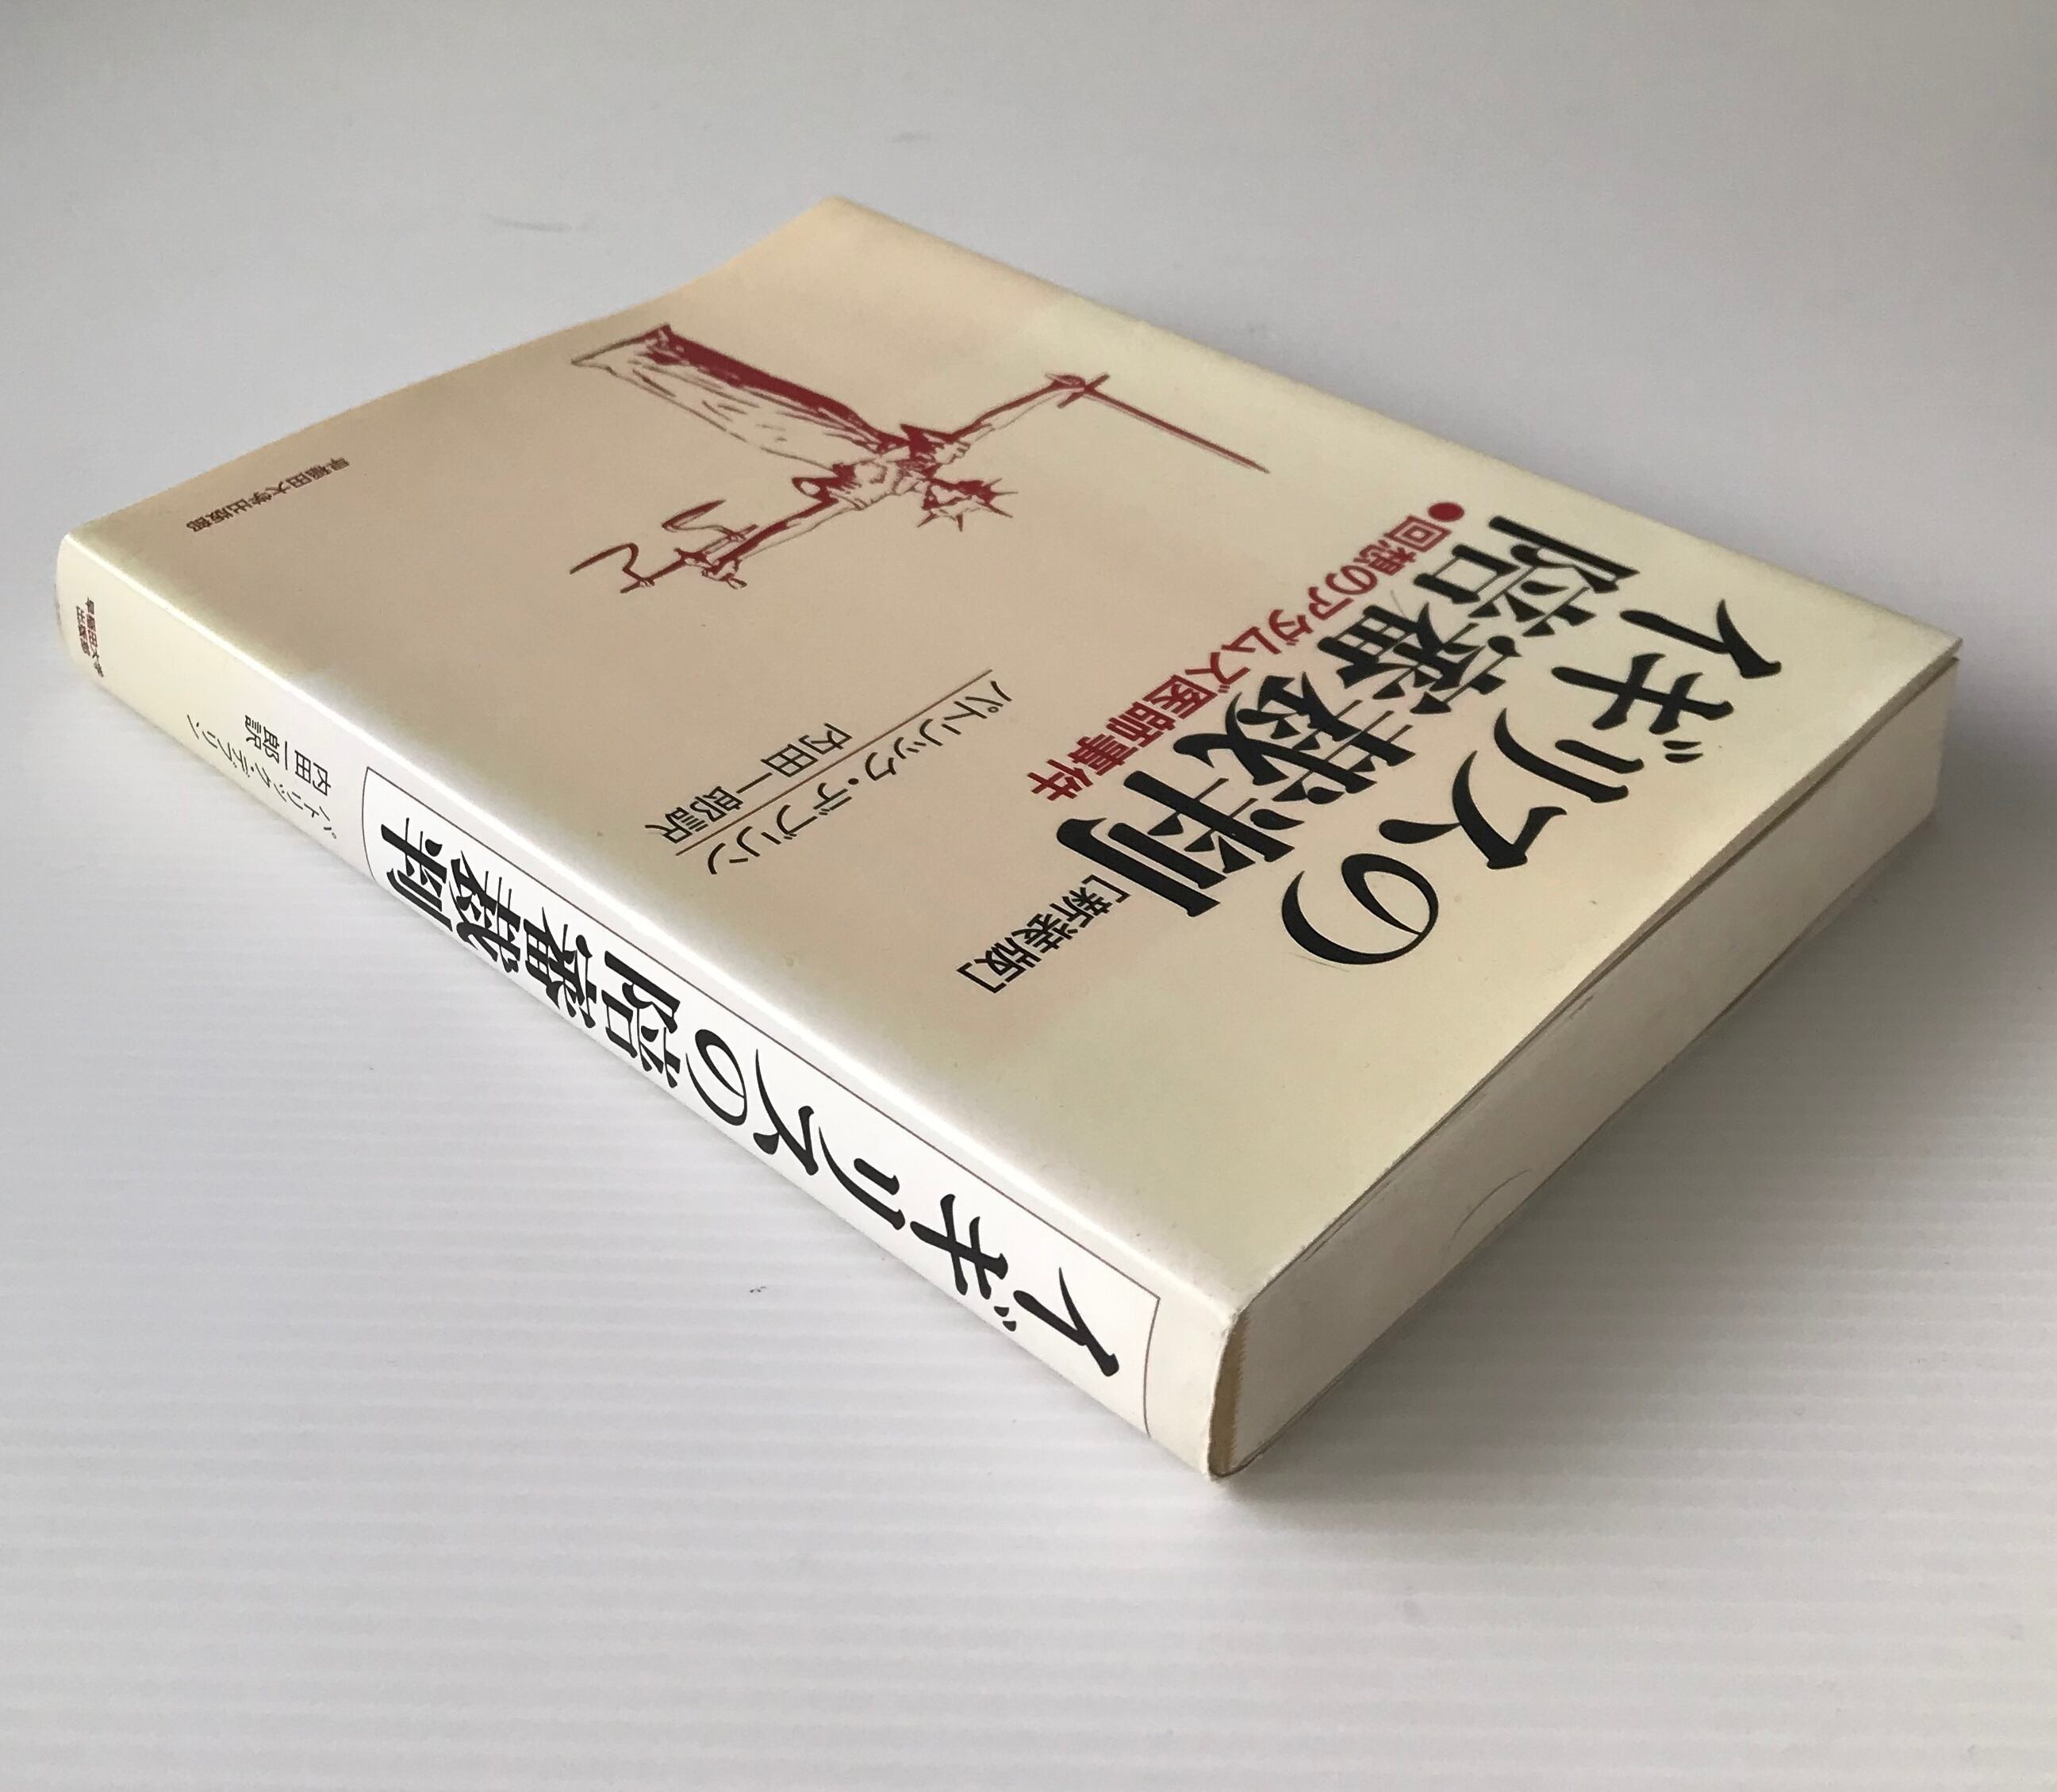 イギリスの
陪審裁判
●回想のアダムズ医師事件
[新装版]
パトリック・デブリン
内田一郎訳
早稲田大学出版部
イギリスの
陪審裁判
パトリック・デブリン
内田一郎訳
早稲田大学
出版部